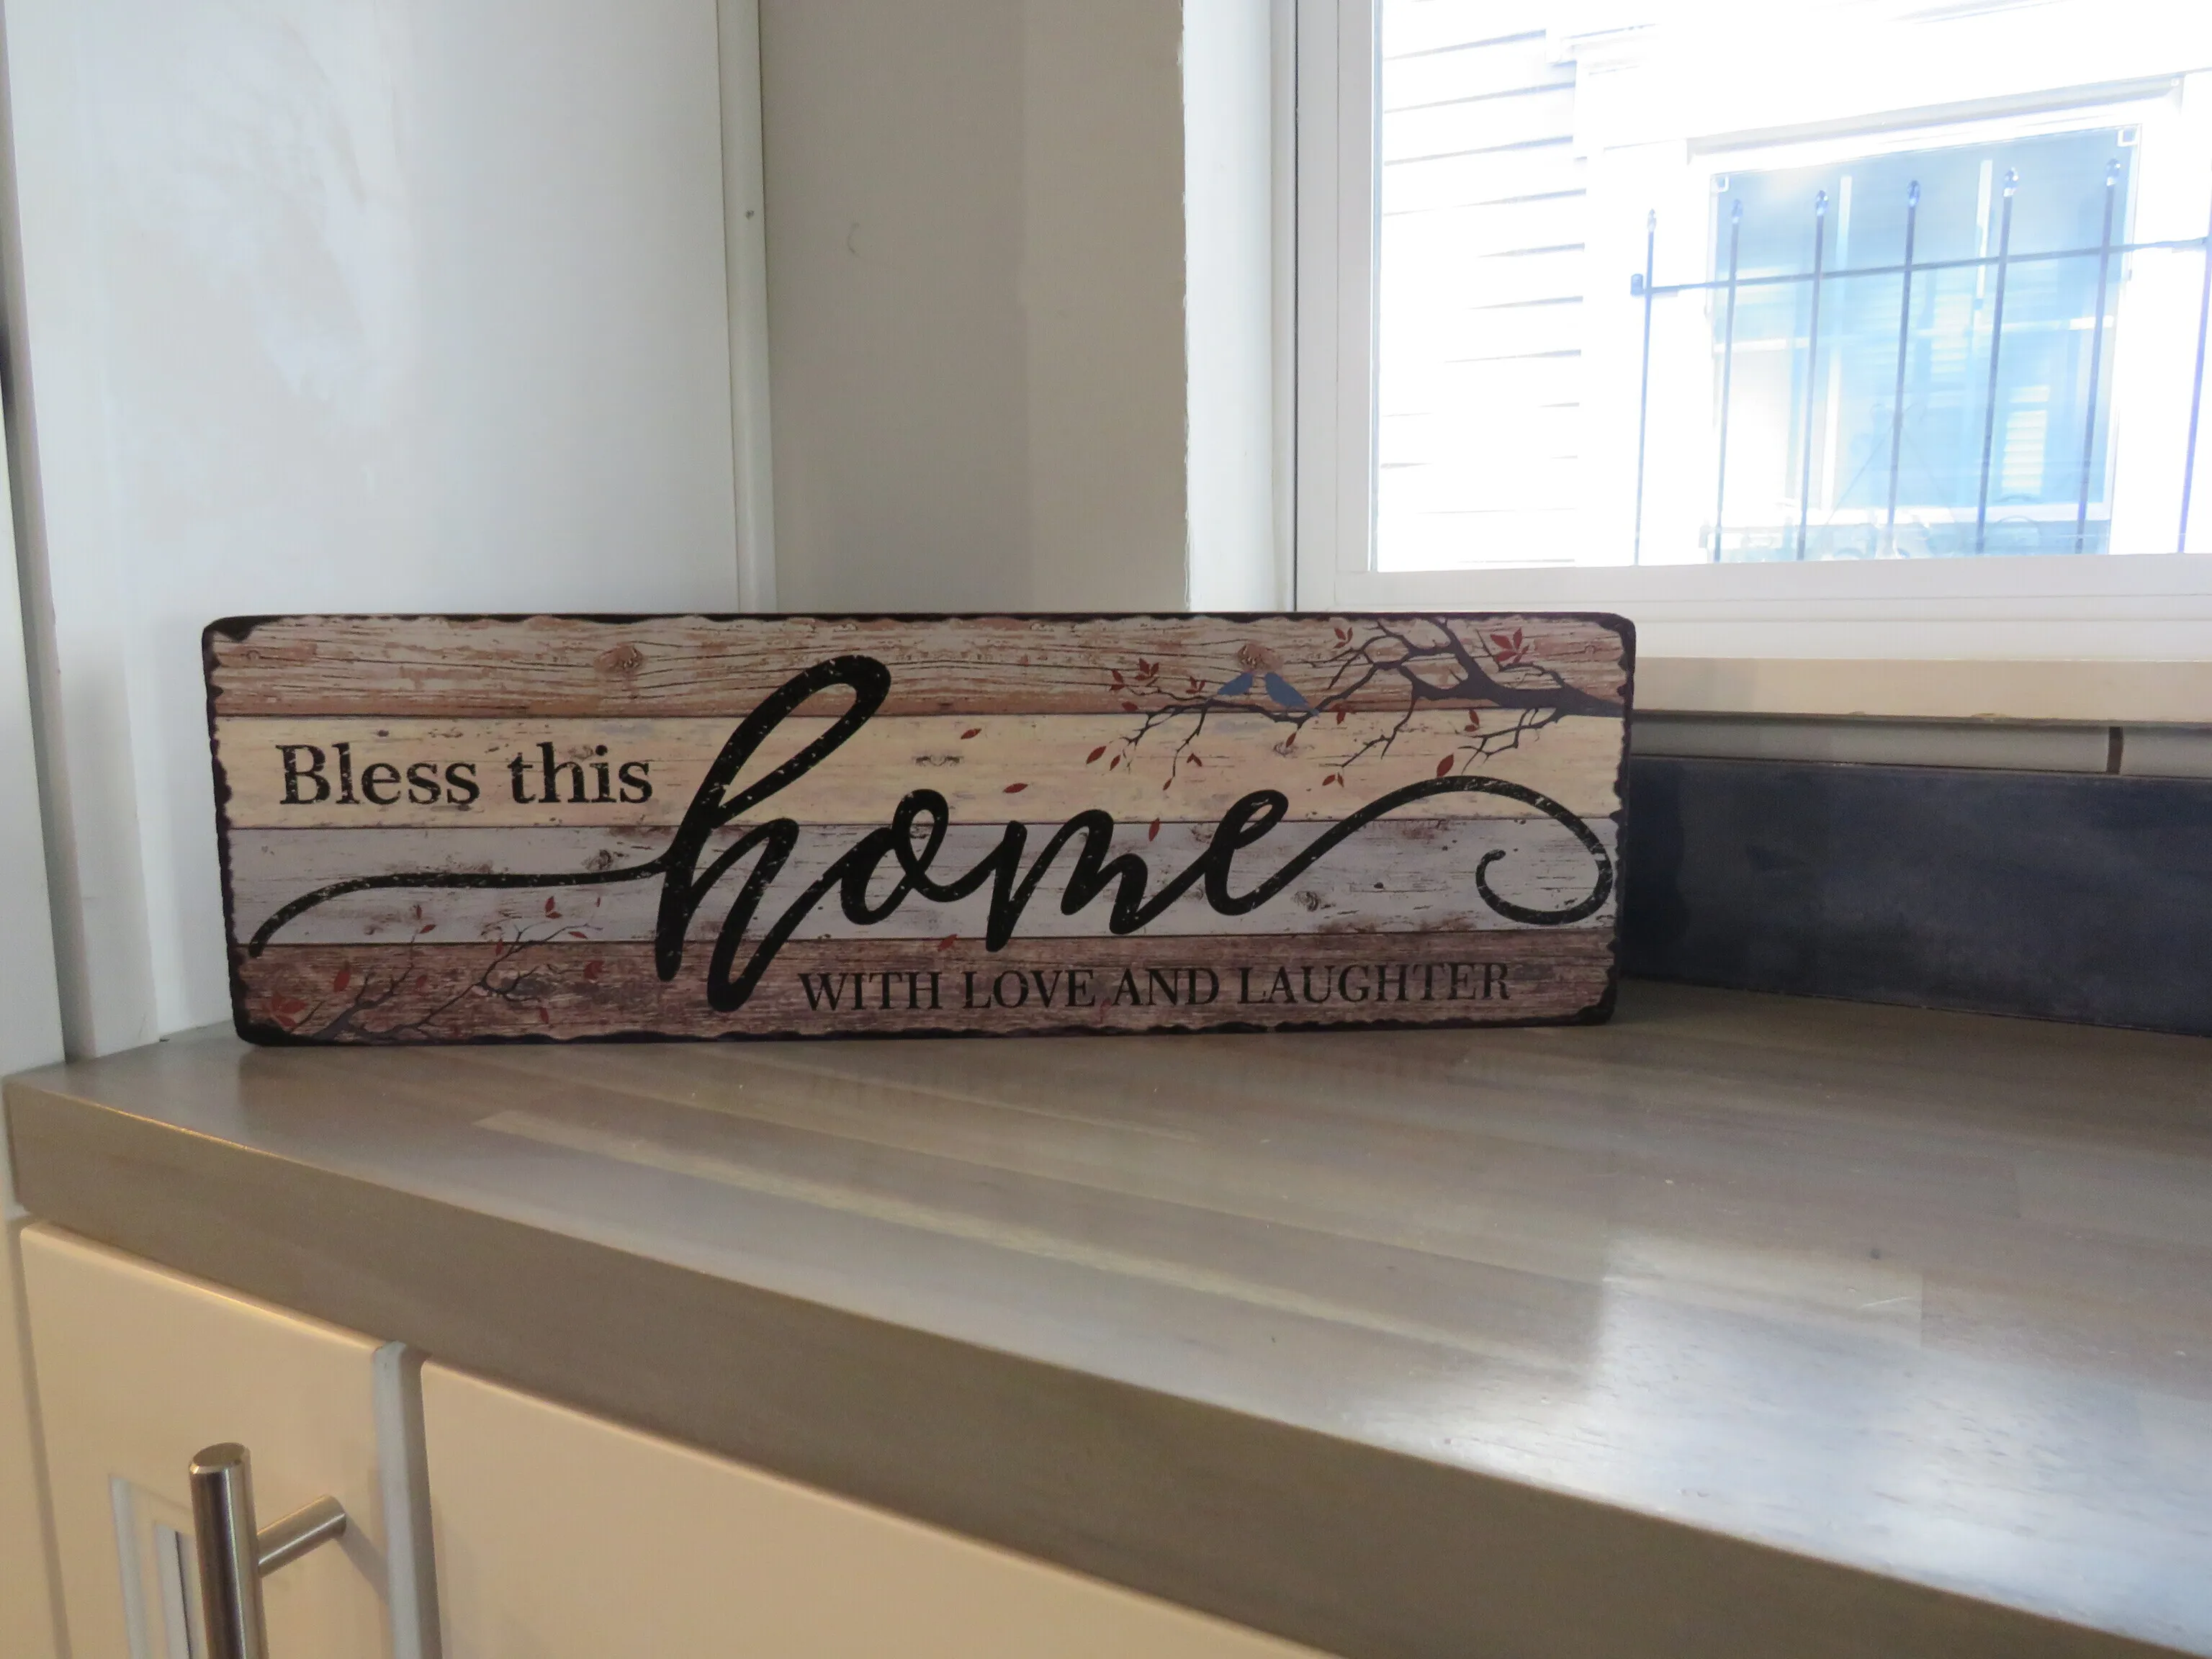 Bless this
home
WITH LOVE AND LAUGHTER